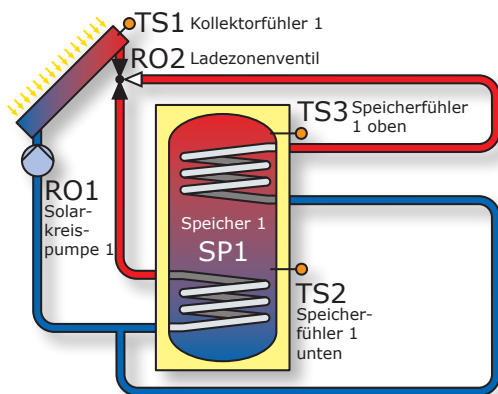 TS1 Kollektorfühler 1
RO2 Ladezonenventil
TS3 Speicherfühler
1 oben
RO1
Solar-
kreis-
pumpe 1
Speicher 1
SP1
TS2
Speicher-
fühler 1
unten